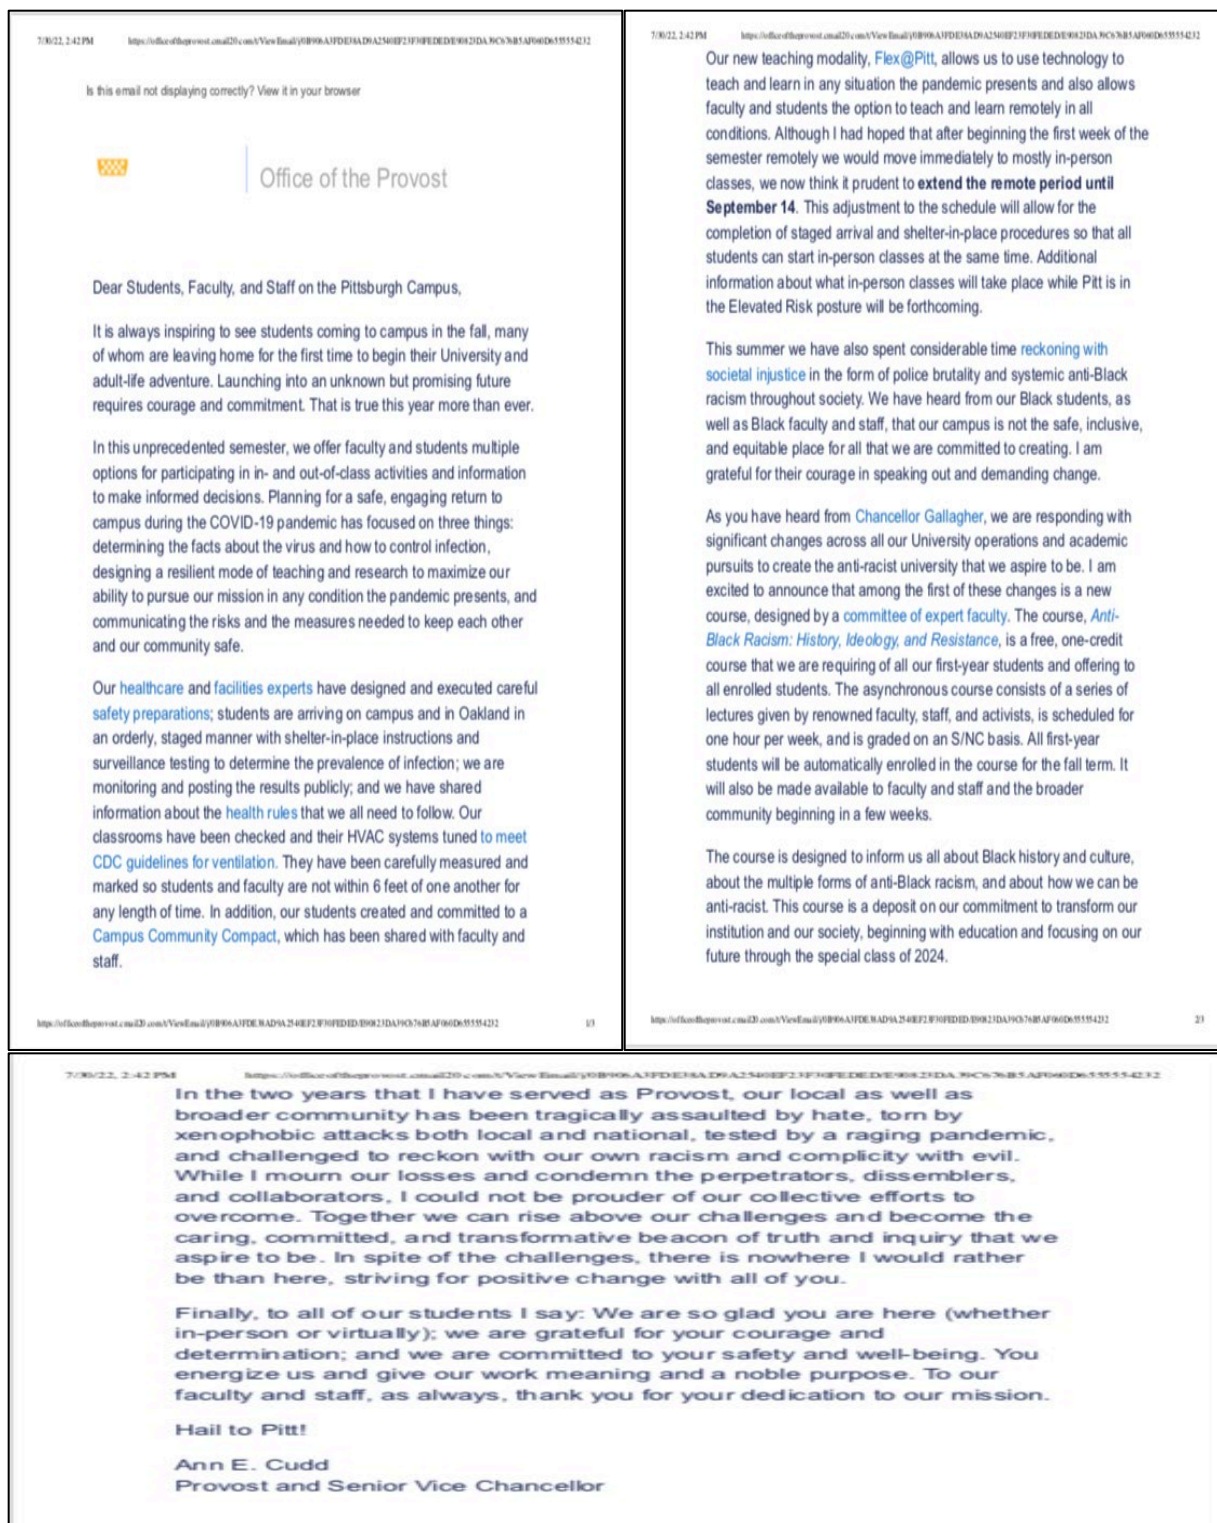 7/30/22, 2:42 PM
Is this email not displaying correctly? View it in your browser
Office of the Provost
Dear Students, Faculty, and Staff on the Pittsburgh Campus,
It is always inspiring to see students coming to campus in the fall, many
of whom are leaving home for the first time to begin their University and
adult-life adventure. Launching into an unknown but promising future
requires courage and commitment. That is true this year more than ever.
In this unprecedented semester, we offer faculty and students multiple
options for participating in in- and out-of-class activities and information
to make informed decisions. Planning for a safe, engaging return to
campus during the COVID-19 pandemic has focused on three things:
determining the facts about the virus and how to control infection,
designing a resilient mode of teaching and research to maximize our
ability to pursue our mission in any condition the pandemic presents, and
communicating the risks and the measures needed to keep each other
and our community safe.
Our healthcare and facilities experts have designed and executed careful
safety preparations; students are arriving on campus and in Oakland in
an orderly, staged manner with shelter-in-place instructions and
surveillance testing to determine the prevalence of infection; we are
monitoring and posting the results publicly; and we have shared
information about the health rules that we all need to follow. Our
classrooms have been checked and their HVAC systems tuned to meet
CDC guidelines for ventilation. They have been carefully measured and
marked so students and faculty are not within 6 feet of one another for
any length of time. In addition, our students created and committed to a
Campus Community Compact, which has been shared with faculty and
staff.
1/3
7/30/22, 2:42 PM
Our new teaching modality, Flex@Pitt, allows us to use technology to
teach and learn in any situation the pandemic presents and also allows
faculty and students the option to teach and learn remotely in all
conditions. Although I had hoped that after beginning the first week of the
semester remotely we would move immediately to mostly in-person
classes, we now think it prudent to extend the remote period until
September 14. This adjustment to the schedule will allow for the
completion of staged arrival and shelter-in-place procedures so that all
students can start in-person classes at the same time. Additional
information about what in-person classes will take place while Pitt is in
the Elevated Risk posture will be forthcoming.
This summer we have also spent considerable time reckoning with
societal injustice in the form of police brutality and systemic anti-Black
racism throughout society. We have heard from our Black students, as
well as Black faculty and staff, that our campus is not the safe, inclusive,
and equitable place for all that we are committed to creating. I am
grateful for their courage in speaking out and demanding change.
As you have heard from Chancellor Gallagher, we are responding with
significant changes across all our University operations and academic
pursuits to create the anti-racist university that we aspire to be. I am
excited to announce that among the first of these changes is a new
course, designed by a committee of expert faculty. The course, Anti-
Black Racism: History, Ideology, and Resistance, is a free, one-credit
course that we are requiring of all our first-year students and offering to
all enrolled students. The asynchronous course consists of a series of
lectures given by renowned faculty, staff, and activists, is scheduled for
one hour per week, and is graded on an S/NC basis. All first-year
students will be automatically enrolled in the course for the fall term. It
will also be made available to faculty and staff and the broader
community beginning in a few weeks.
The course is designed to inform us all about Black history and culture,
about the multiple forms of anti-Black racism, and about how we can be
anti-racist. This course is a deposit on our commitment to transform our
institution and our society, beginning with education and focusing on our
future through the special class of 2024.
2/3
7/30/22, 2:42 PM
In the two years that I have served as Provost, our local as well as
broader community has been tragically assaulted by hate, torn by
xenophobic attacks both local and national, tested by a raging pandemic,
and challenged to reckon with our own racism and complicity with evil.
While I mourn our losses and condemn the perpetrators, dissemblers,
and collaborators, I could not be prouder of our collective efforts to
overcome. Together we can rise above our challenges and become the
caring, committed, and transformative beacon of truth and inquiry that we
aspire to be. In spite of the challenges, there is nowhere I would rather
be than here, striving for positive change with all of you.
Finally, to all of our students I say: We are so glad you are here (whether
in-person or virtually); we are grateful for your courage and
determination; and we are committed to your safety and well-being. You
energize us and give our work meaning and a noble purpose. To our
faculty and staff, as always, thank you for your dedication to our mission.
Hail to Pitt!
Ann E. Cudd
Provost and Senior Vice Chancellor